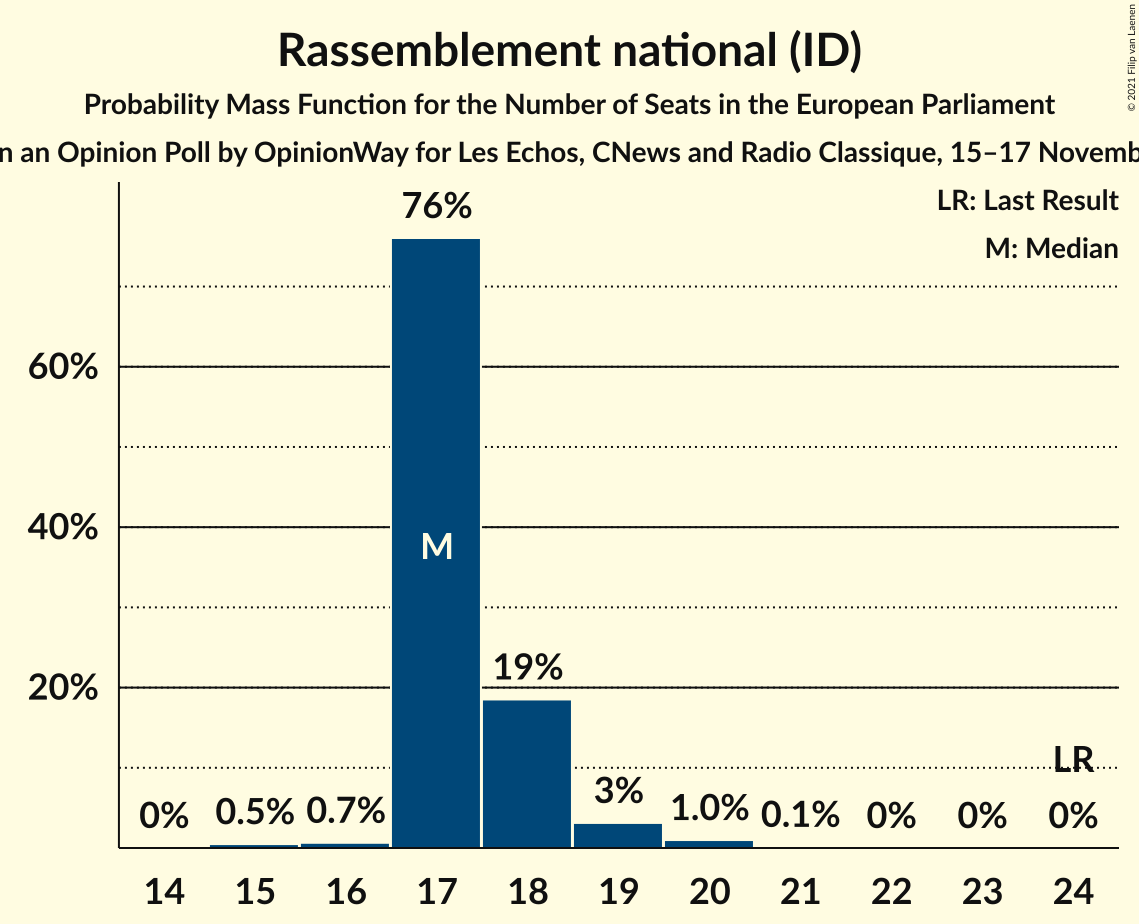 Rassemblement national (ID)
Probability Mass Function for the Number of Seats in the European Parliament
n an Opinion Poll by OpinionWay for Les Echos, CNews and Radio Classique, 15–17 Novemb
© 2021 Filip van Laenen
LR: Last Result
M: Median
76%
60%
40%
M
19%
20%
LR
0% 0.5% 0.7% 3% 1.0% 0.1% 0% 0% 0%
14 15 16 17 18 19 20 21 22 23 24